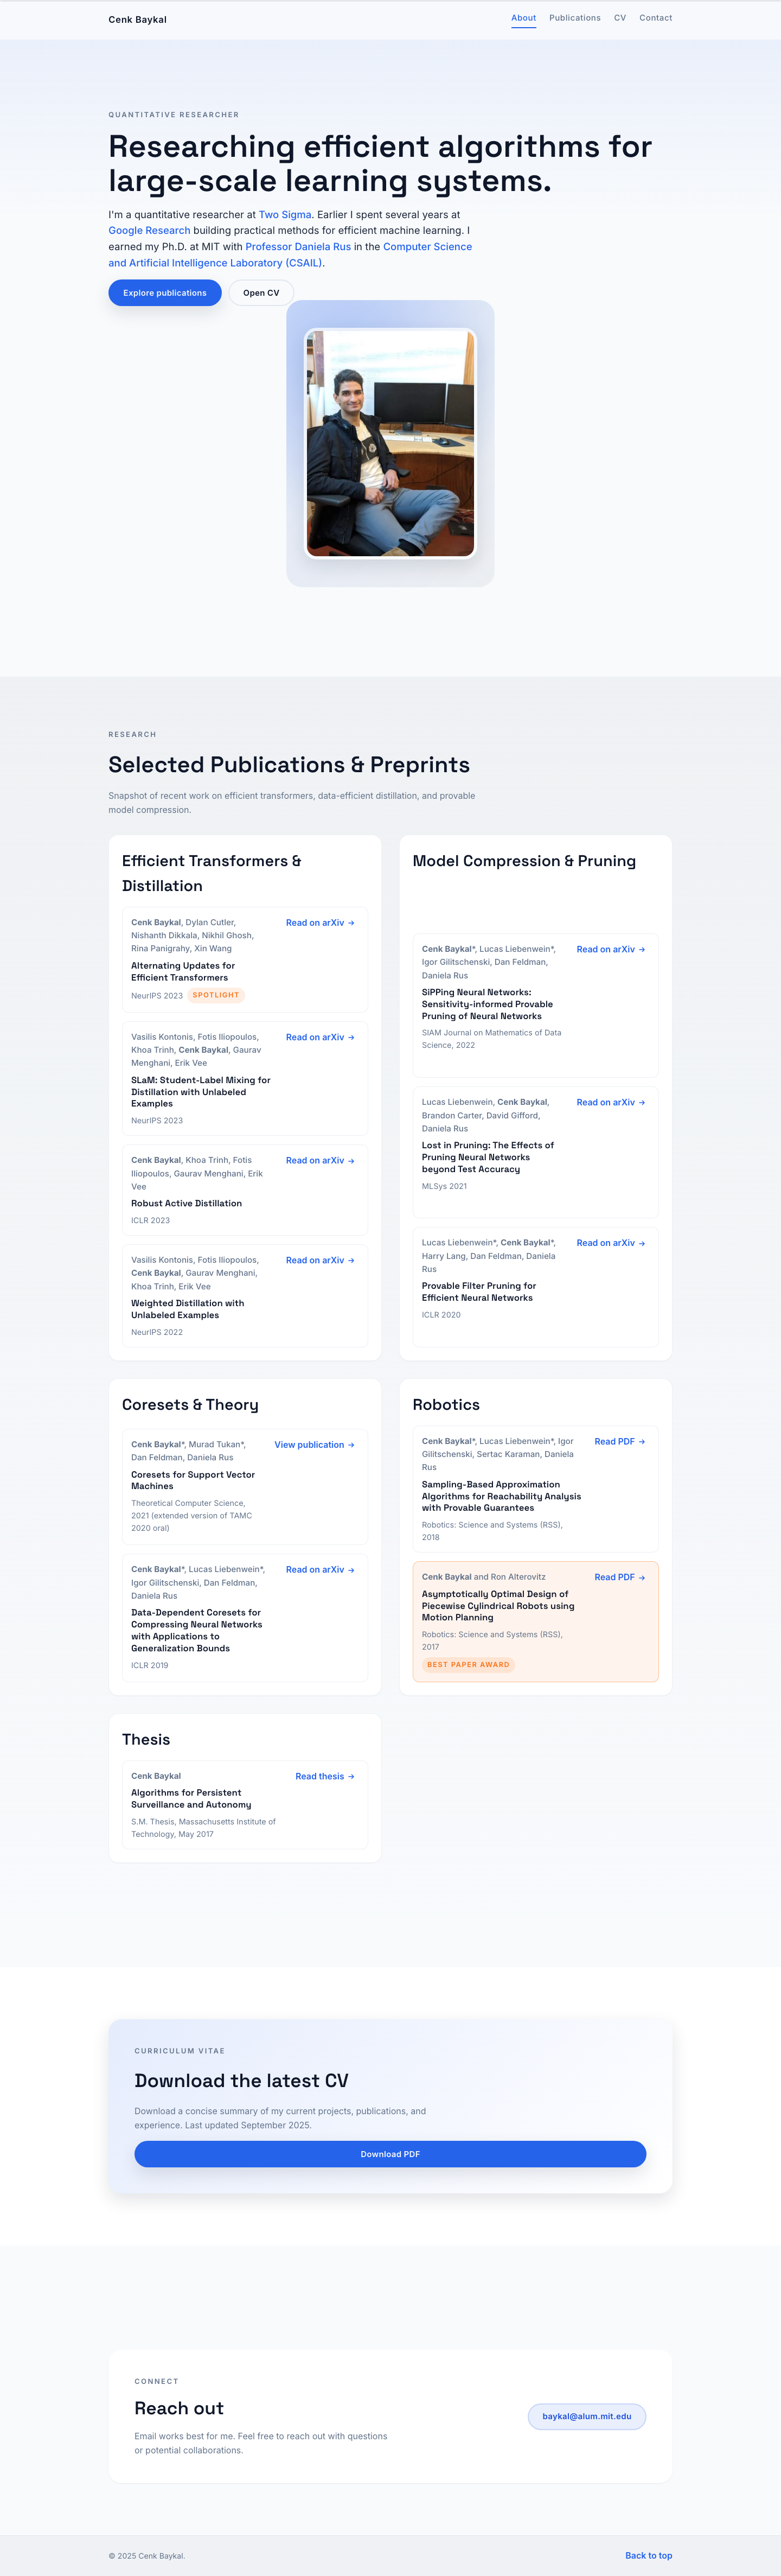 Cenk Baykal
About Publications CV Contact
QUANTITATIVE RESEARCHER
Researching efficient algorithms for
large-scale learning systems.
I'm a quantitative researcher at Two Sigma. Earlier I spent several years at
Google Research building practical methods for efficient machine learning. I
earned my Ph.D. at MIT with Professor Daniela Rus in the Computer Science
and Artificial Intelligence Laboratory (CSAIL).
Explore publications Open CV
RESEARCH
Selected Publications & Preprints
Snapshot of recent work on efficient transformers, data-efficient distillation, and provable
model compression.
Efficient Transformers &
Distillation
Cenk Baykal, Dylan Cutler,
Nishanth Dikkala, Nikhil Ghosh,
Rina Panigrahy, Xin Wang
Read on arXiv →
Alternating Updates for
Efficient Transformers
NeurIPS 2023 SPOTLIGHT
Vasilis Kontonis, Fotis Iliopoulos,
Khoa Trinh, Cenk Baykal, Gaurav
Menghani, Erik Vee
Read on arXiv →
SLaM: Student-Label Mixing for
Distillation with Unlabeled
Examples
NeurIPS 2023
Cenk Baykal, Khoa Trinh, Fotis
Iliopoulos, Gaurav Menghani, Erik
Vee
Read on arXiv →
Robust Active Distillation
ICLR 2023
Vasilis Kontonis, Fotis Iliopoulos,
Cenk Baykal, Gaurav Menghani,
Khoa Trinh, Erik Vee
Read on arXiv →
Weighted Distillation with
Unlabeled Examples
NeurIPS 2022
Model Compression & Pruning
Cenk Baykal*, Lucas Liebenwein*,
Igor Gilitschenski, Dan Feldman,
Daniela Rus
Read on arXiv →
SiPPing Neural Networks:
Sensitivity-informed Provable
Pruning of Neural Networks
SIAM Journal on Mathematics of Data
Science, 2022
Lucas Liebenwein, Cenk Baykal,
Brandon Carter, David Gifford,
Daniela Rus
Read on arXiv →
Lost in Pruning: The Effects of
Pruning Neural Networks
beyond Test Accuracy
MLSys 2021
Lucas Liebenwein*, Cenk Baykal*,
Harry Lang, Dan Feldman, Daniela
Rus
Read on arXiv →
Provable Filter Pruning for
Efficient Neural Networks
ICLR 2020
Coresets & Theory
Cenk Baykal*, Murad Tukan*,
Dan Feldman, Daniela Rus
View publication →
Coresets for Support Vector
Machines
Theoretical Computer Science,
2021 (extended version of TAMC
2020 oral)
Cenk Baykal*, Lucas Liebenwein*,
Igor Gilitschenski, Dan Feldman,
Daniela Rus
Read on arXiv →
Data-Dependent Coresets for
Compressing Neural Networks
with Applications to
Generalization Bounds
ICLR 2019
Robotics
Cenk Baykal*, Lucas Liebenwein*, Igor
Gilitschenski, Sertac Karaman, Daniela
Rus
Read PDF →
Sampling-Based Approximation
Algorithms for Reachability Analysis
with Provable Guarantees
Robotics: Science and Systems (RSS),
2018
Cenk Baykal and Ron Alterovitz
Read PDF →
Asymptotically Optimal Design of
Piecewise Cylindrical Robots using
Motion Planning
Robotics: Science and Systems (RSS),
2017
BEST PAPER AWARD
Thesis
Cenk Baykal
Read thesis →
Algorithms for Persistent
Surveillance and Autonomy
S.M. Thesis, Massachusetts Institute of
Technology, May 2017
CURRICULUM VITAE
Download the latest CV
Download a concise summary of my current projects, publications, and
experience. Last updated September 2025.
Download PDF
CONNECT
Reach out
Email works best for me. Feel free to reach out with questions
or potential collaborations.
baykal@alum.mit.edu
© 2025 Cenk Baykal.
Back to top